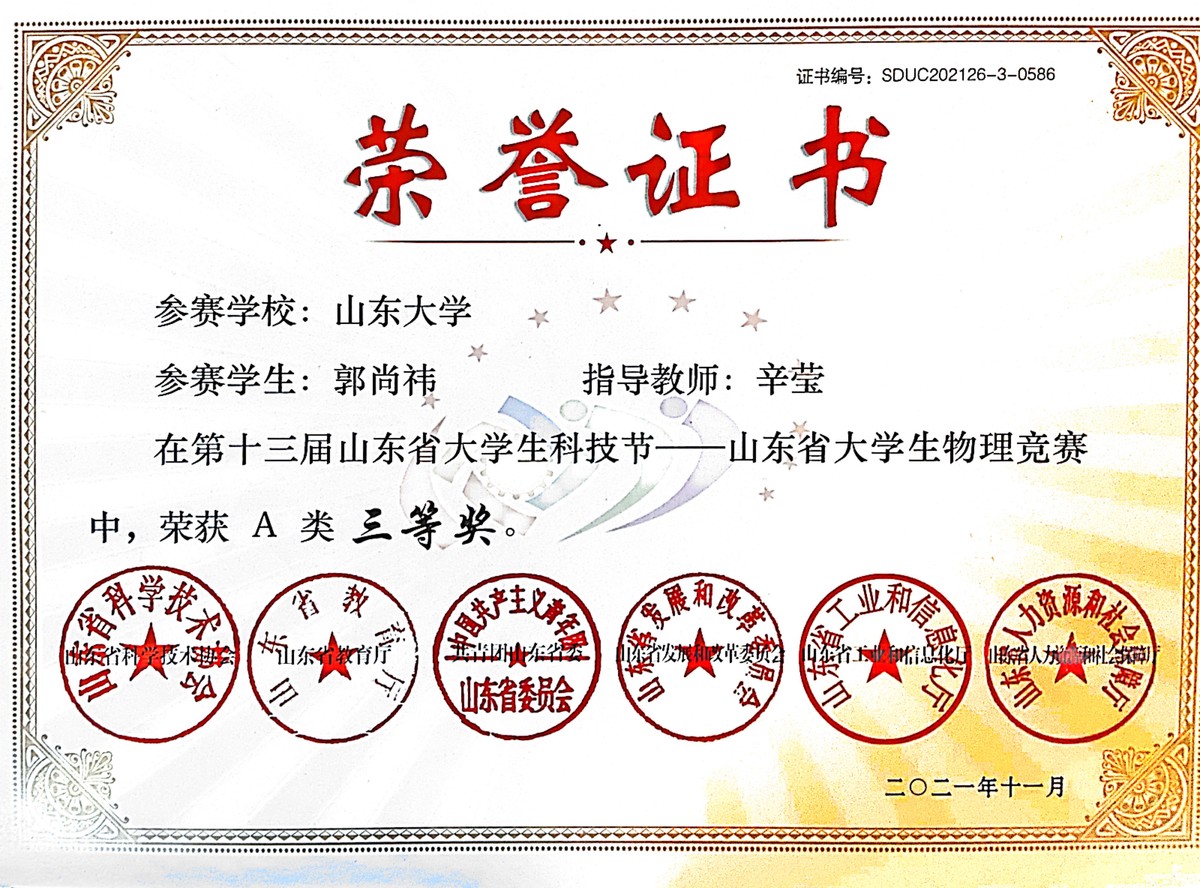 证书编号：SDUC202126-3-0586
荣誉证书
参赛学校：山东大学
参赛学生：郭尚祎 指导教师：辛莹
在第十三届山东省大学生科技节——山东省大学生物理竞赛
中，荣获 A 类 三等奖。
山东省科学技术协会
山东省科学技术协会
山东省教育厅
山东省教育厅
中国共产主义青年团
共青团山东省委
山东省委员会
山东省发展和改革委员会
山东省发展和改革委员会
山东省工业和信息化厅
山东省工业和信息化厅
山东省人力资源和社会保障厅
山东省人力资源和社会保障厅
二〇二一年十一月